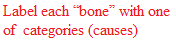 Label each “bone” with one
of  categories (causes)